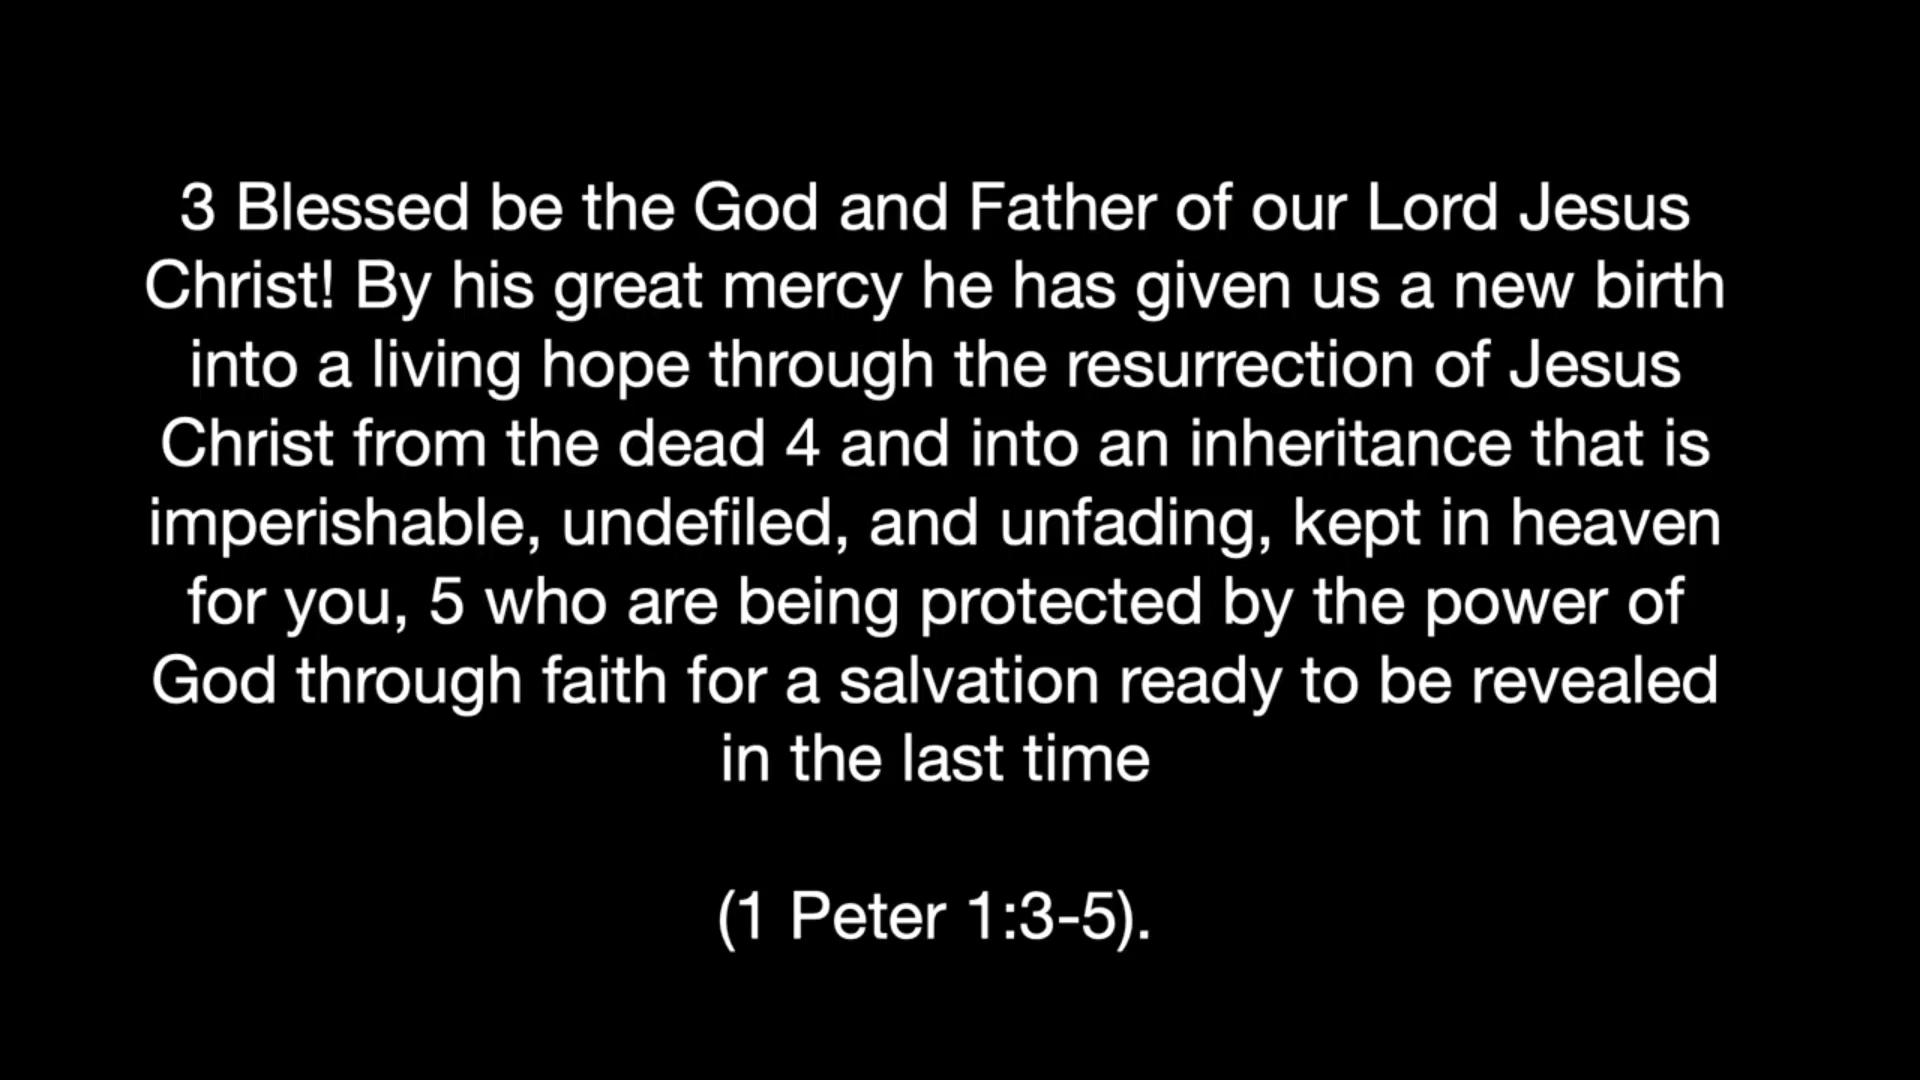 3 Blessed be the God and Father of our Lord Jesus
Christ! By his great mercy he has given us a new birth
into a living hope through the resurrection of Jesus
Christ from the dead 4 and into an inheritance that is
imperishable, undefiled, and unfading, kept in heaven
for you, 5 who are being protected by the power of
God through faith for a salvation ready to be revealed
in the last time
(1 Peter 1:3-5).